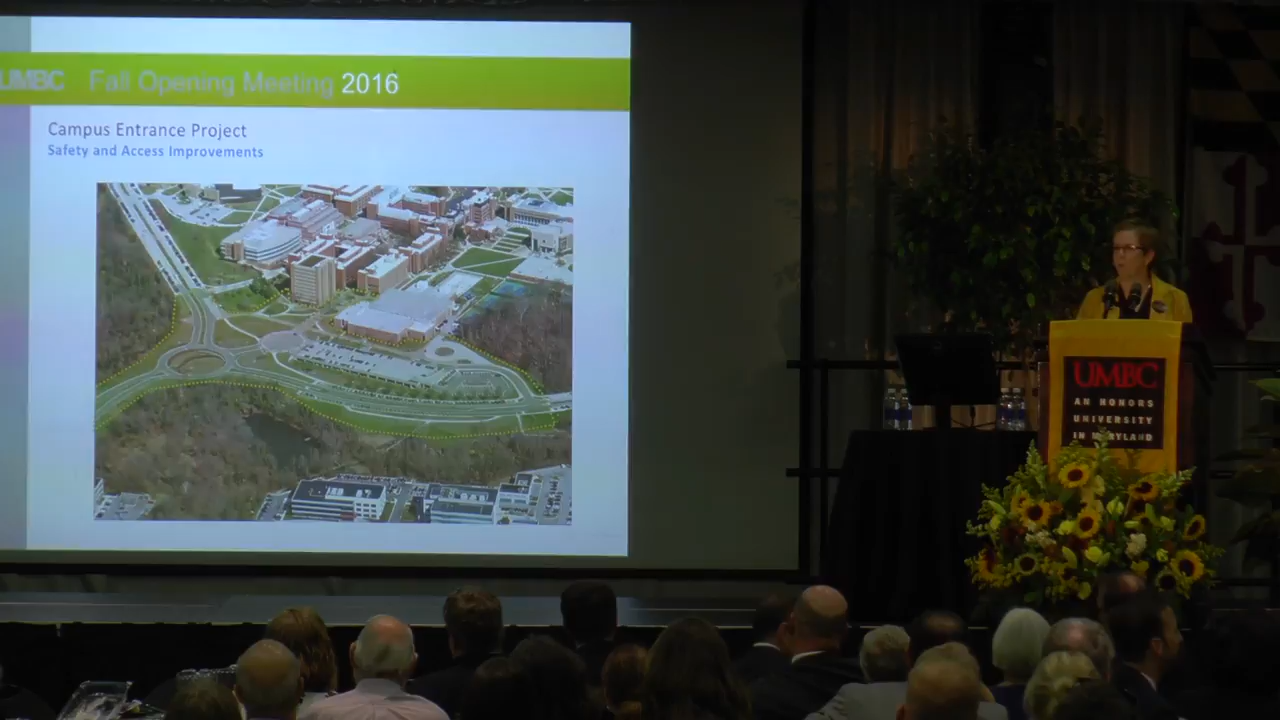 UMBC Fall Opening Meeting 2016
Campus Entrance Project
Safety and Access Improvements
UMBC
AN HONORS
UNIVERSITY
IN MARYLAND